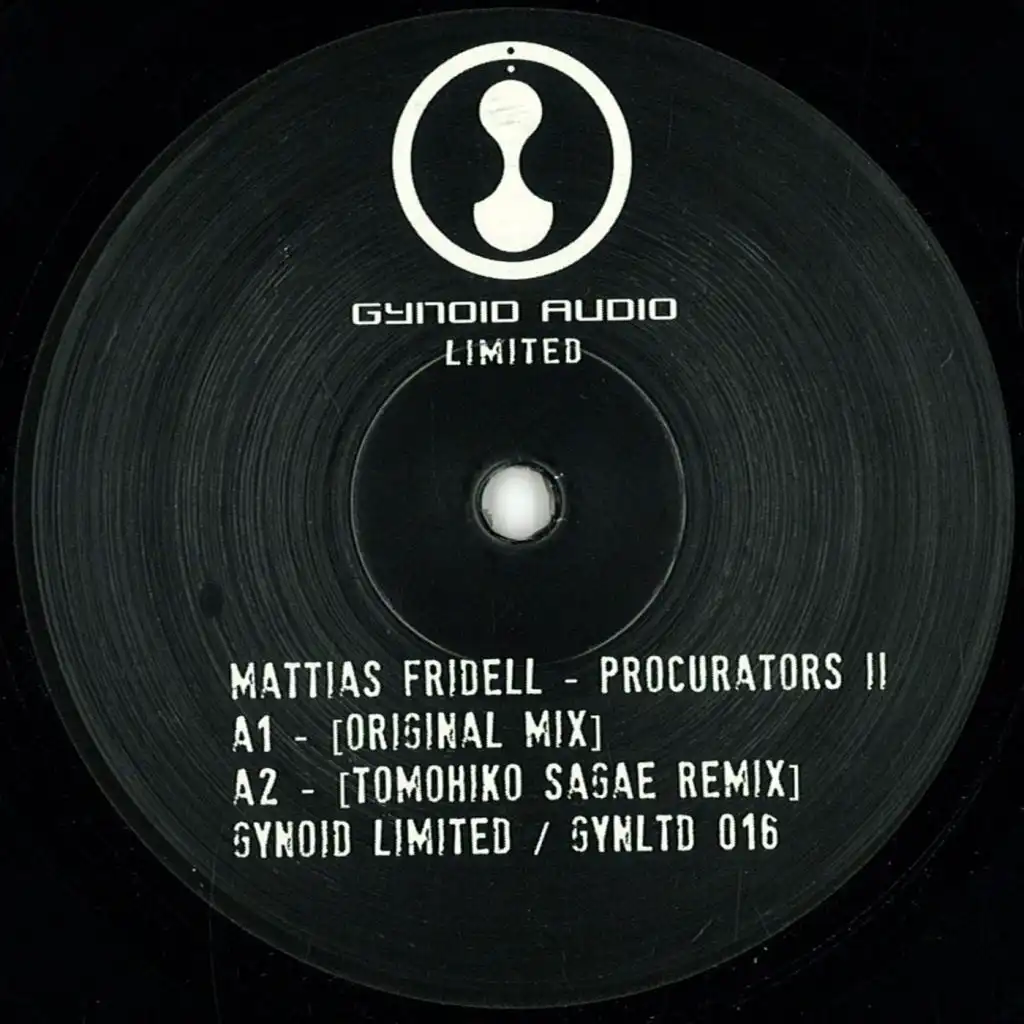 GYNOID AUDIO
LIMITED
MATTIAS FRIDELL - PROCURATORS II
A1 - [ORIGINAL MIX]
A2 - [TOMOHIKO SAGAE REMIX]
GYNOID LIMITED / GYNLTD 016